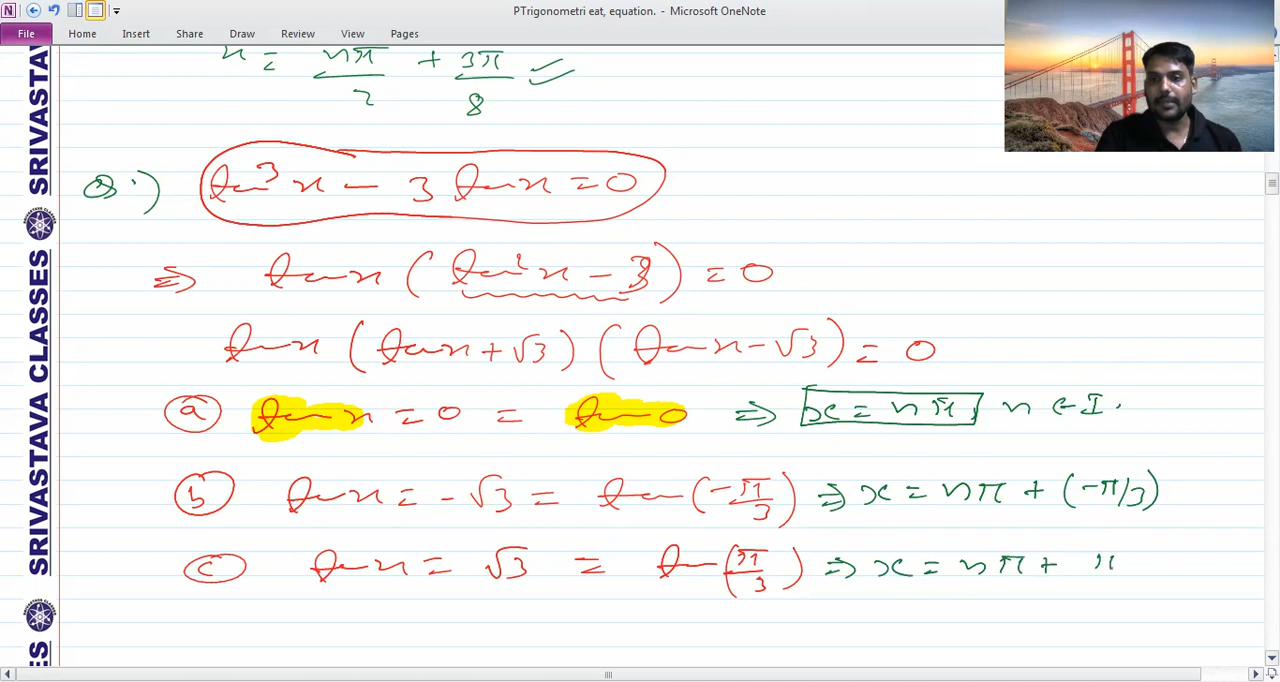 PTrigonometri eat, equation. - Microsoft OneNote
File Home Insert Share Draw Review View Pages
x = nπ/2 + 3π/8
Q:) tan³x - 3 tanx = 0
⇒ tanx (tan²x - 3) = 0
tanx (tanx + √3) (tanx - √3) = 0
(a) tanx = 0 = tan0 ⇒ x = nπ, n ∈ I.
(b) tanx = -√3 = tan(-π/3) ⇒ x = nπ + (-π/3)
(c) tanx = √3 = tan(π/3) ⇒ x = nπ + π
SRIVASTAVA
SRIVASTAVA CLASSES
S